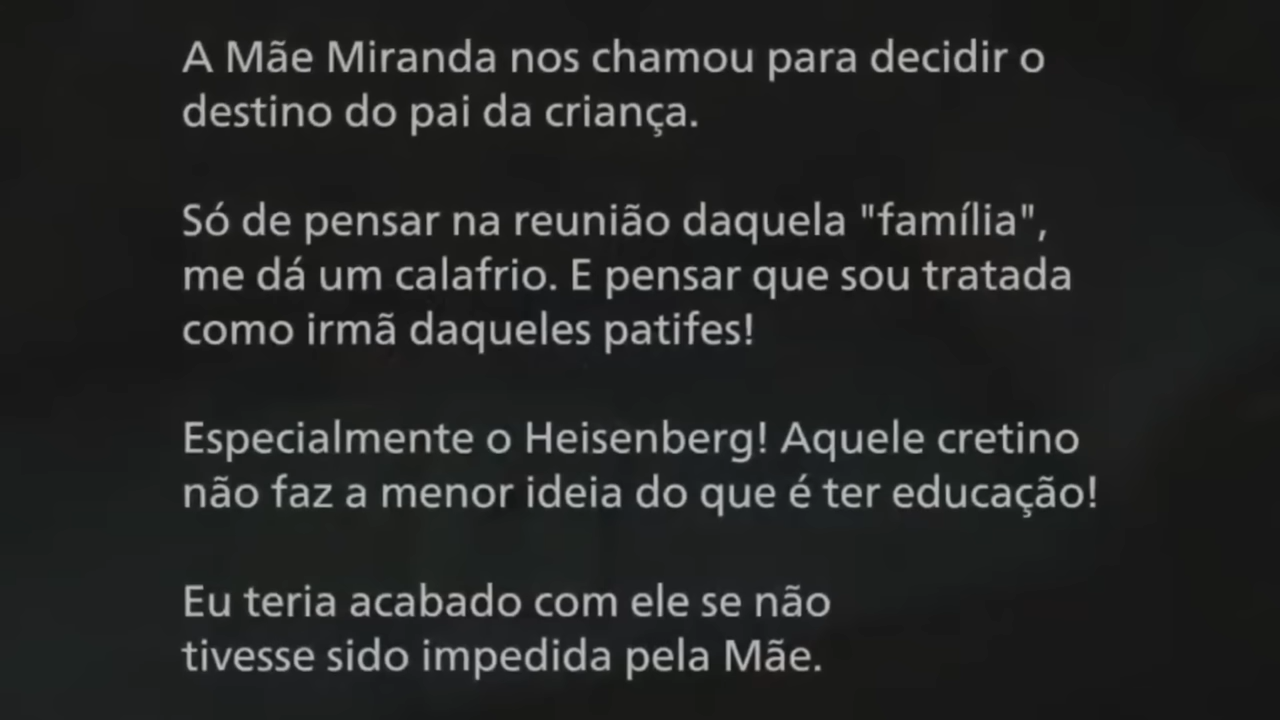 A Mãe Miranda nos chamou para decidir o
destino do pai da criança.
Só de pensar na reunião daquela "família",
me dá um calafrio. E pensar que sou tratada
como irmã daqueles patifes!
Especialmente o Heisenberg! Aquele cretino
não faz a menor ideia do que é ter educação!
Eu teria acabado com ele se não
tivesse sido impedida pela Mãe.